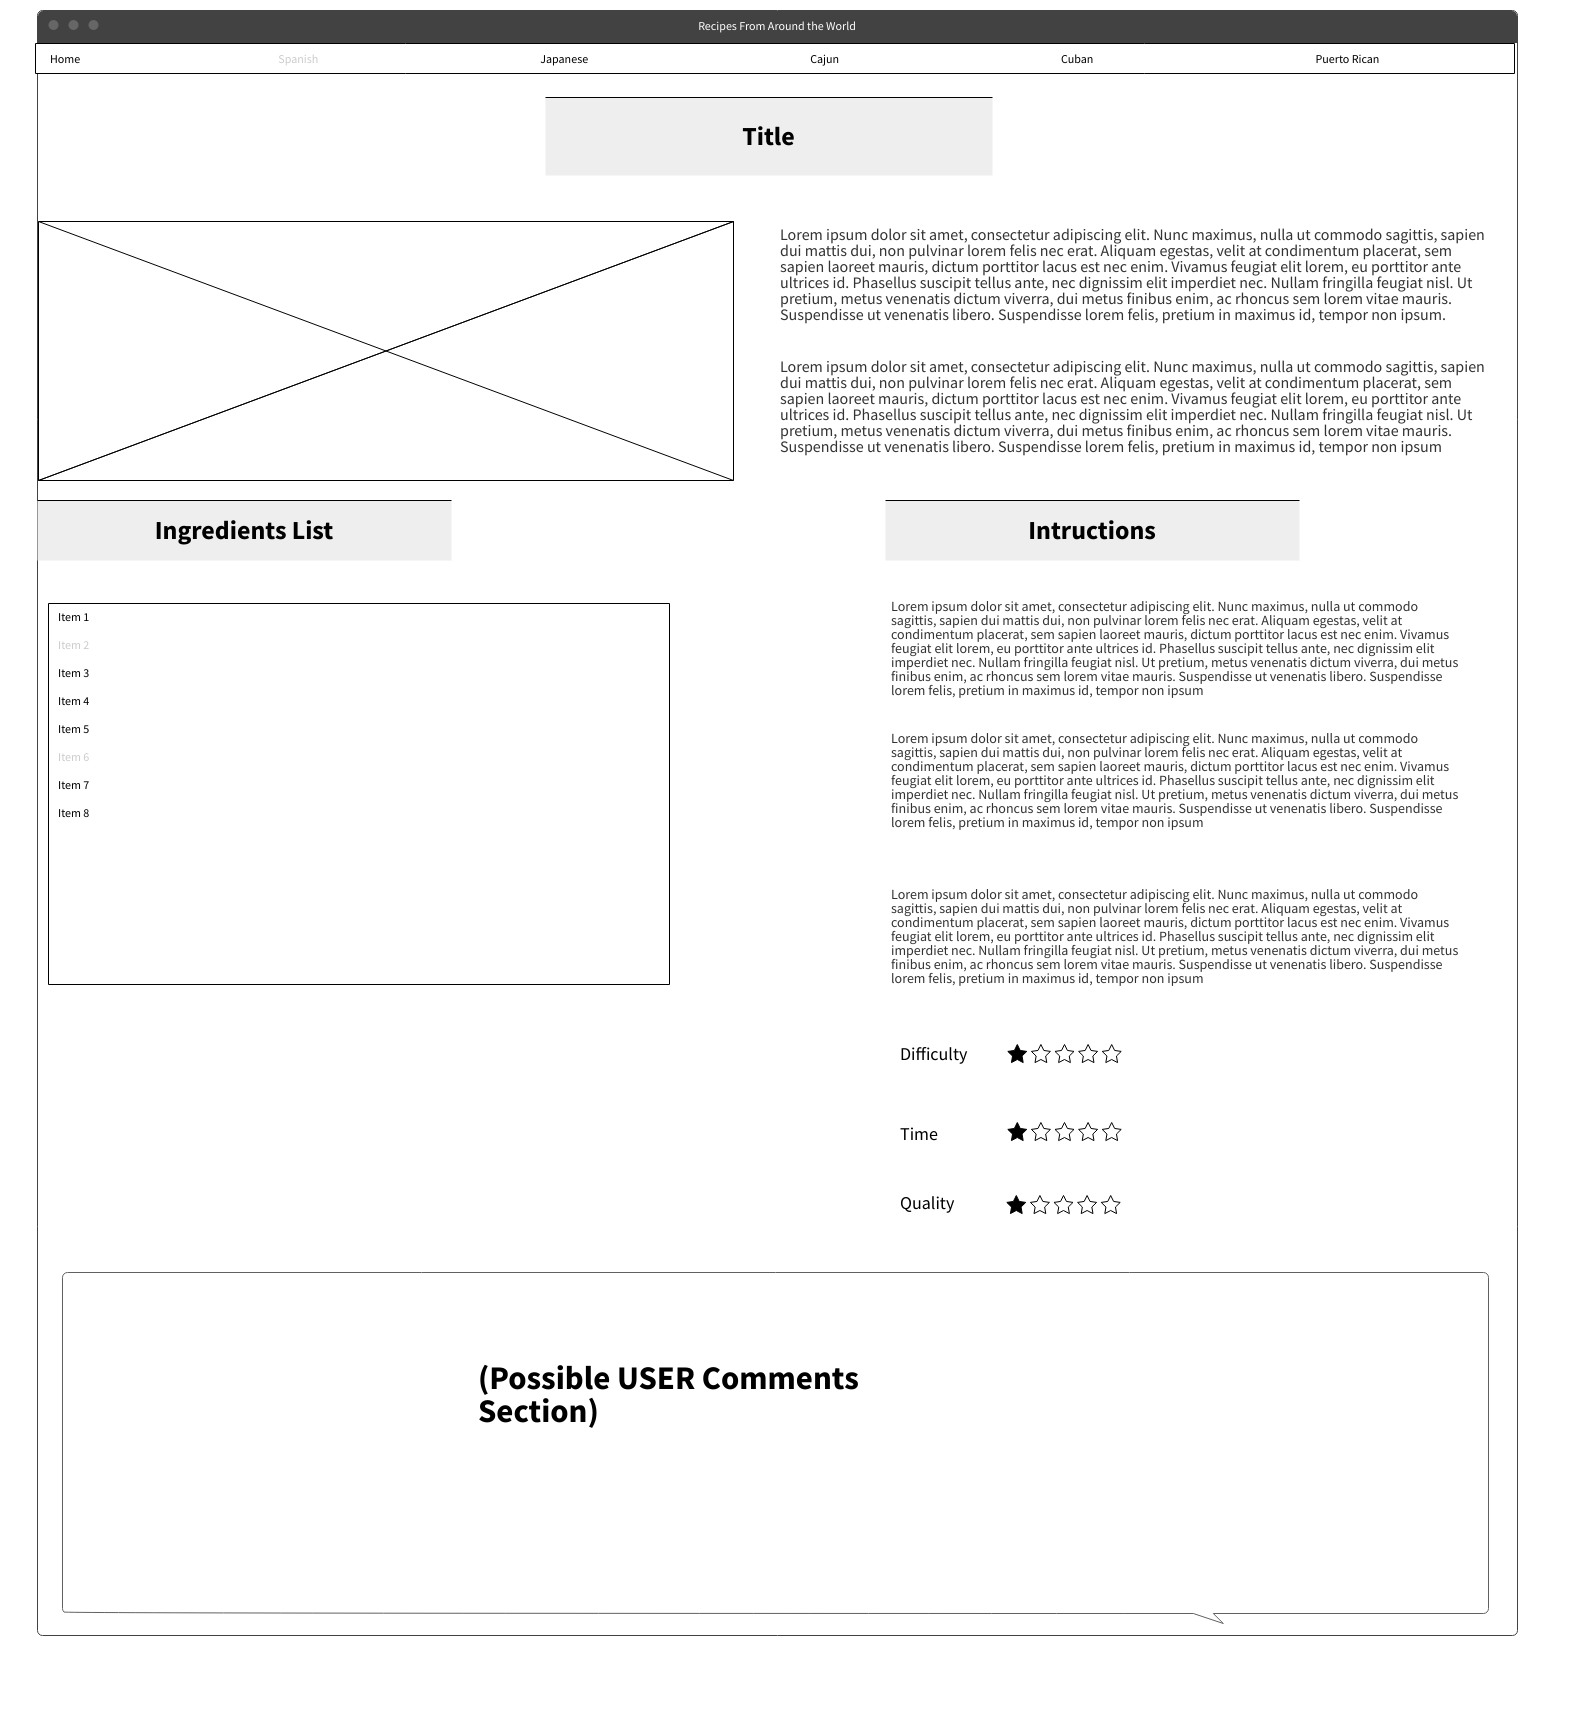 Recipes From Around the World
Home Spanish Japanese Cajun Cuban Puerto Rican
Title
Lorem ipsum dolor sit amet, consectetur adipiscing elit. Nunc maximus, nulla ut commodo sagittis, sapien
dui mattis dui, non pulvinar lorem felis nec erat. Aliquam egestas, velit at condimentum placerat, sem
sapien laoreet mauris, dictum porttitor lacus est nec enim. Vivamus feugiat elit lorem, eu porttitor ante
ultrices id. Phasellus suscipit tellus ante, nec dignissim elit imperdiet nec. Nullam fringilla feugiat nisl. Ut
pretium, metus venenatis dictum viverra, dui metus finibus enim, ac rhoncus sem lorem vitae mauris.
Suspendisse ut venenatis libero. Suspendisse lorem felis, pretium in maximus id, tempor non ipsum.
Lorem ipsum dolor sit amet, consectetur adipiscing elit. Nunc maximus, nulla ut commodo sagittis, sapien
dui mattis dui, non pulvinar lorem felis nec erat. Aliquam egestas, velit at condimentum placerat, sem
sapien laoreet mauris, dictum porttitor lacus est nec enim. Vivamus feugiat elit lorem, eu porttitor ante
ultrices id. Phasellus suscipit tellus ante, nec dignissim elit imperdiet nec. Nullam fringilla feugiat nisl. Ut
pretium, metus venenatis dictum viverra, dui metus finibus enim, ac rhoncus sem lorem vitae mauris.
Suspendisse ut venenatis libero. Suspendisse lorem felis, pretium in maximus id, tempor non ipsum
Ingredients List
Item 1
Item 2
Item 3
Item 4
Item 5
Item 6
Item 7
Item 8
Intructions
Lorem ipsum dolor sit amet, consectetur adipiscing elit. Nunc maximus, nulla ut commodo
sagittis, sapien dui mattis dui, non pulvinar lorem felis nec erat. Aliquam egestas, velit at
condimentum placerat, sem sapien laoreet mauris, dictum porttitor lacus est nec enim. Vivamus
feugiat elit lorem, eu porttitor ante ultrices id. Phasellus suscipit tellus ante, nec dignissim elit
imperdiet nec. Nullam fringilla feugiat nisl. Ut pretium, metus venenatis dictum viverra, dui metus
finibus enim, ac rhoncus sem lorem vitae mauris. Suspendisse ut venenatis libero. Suspendisse
lorem felis, pretium in maximus id, tempor non ipsum
Lorem ipsum dolor sit amet, consectetur adipiscing elit. Nunc maximus, nulla ut commodo
sagittis, sapien dui mattis dui, non pulvinar lorem felis nec erat. Aliquam egestas, velit at
condimentum placerat, sem sapien laoreet mauris, dictum porttitor lacus est nec enim. Vivamus
feugiat elit lorem, eu porttitor ante ultrices id. Phasellus suscipit tellus ante, nec dignissim elit
imperdiet nec. Nullam fringilla feugiat nisl. Ut pretium, metus venenatis dictum viverra, dui metus
finibus enim, ac rhoncus sem lorem vitae mauris. Suspendisse ut venenatis libero. Suspendisse
lorem felis, pretium in maximus id, tempor non ipsum
Lorem ipsum dolor sit amet, consectetur adipiscing elit. Nunc maximus, nulla ut commodo
sagittis, sapien dui mattis dui, non pulvinar lorem felis nec erat. Aliquam egestas, velit at
condimentum placerat, sem sapien laoreet mauris, dictum porttitor lacus est nec enim. Vivamus
feugiat elit lorem, eu porttitor ante ultrices id. Phasellus suscipit tellus ante, nec dignissim elit
imperdiet nec. Nullam fringilla feugiat nisl. Ut pretium, metus venenatis dictum viverra, dui metus
finibus enim, ac rhoncus sem lorem vitae mauris. Suspendisse ut venenatis libero. Suspendisse
lorem felis, pretium in maximus id, tempor non ipsum
Difficulty
Time
Quality
(Possible USER Comments
Section)